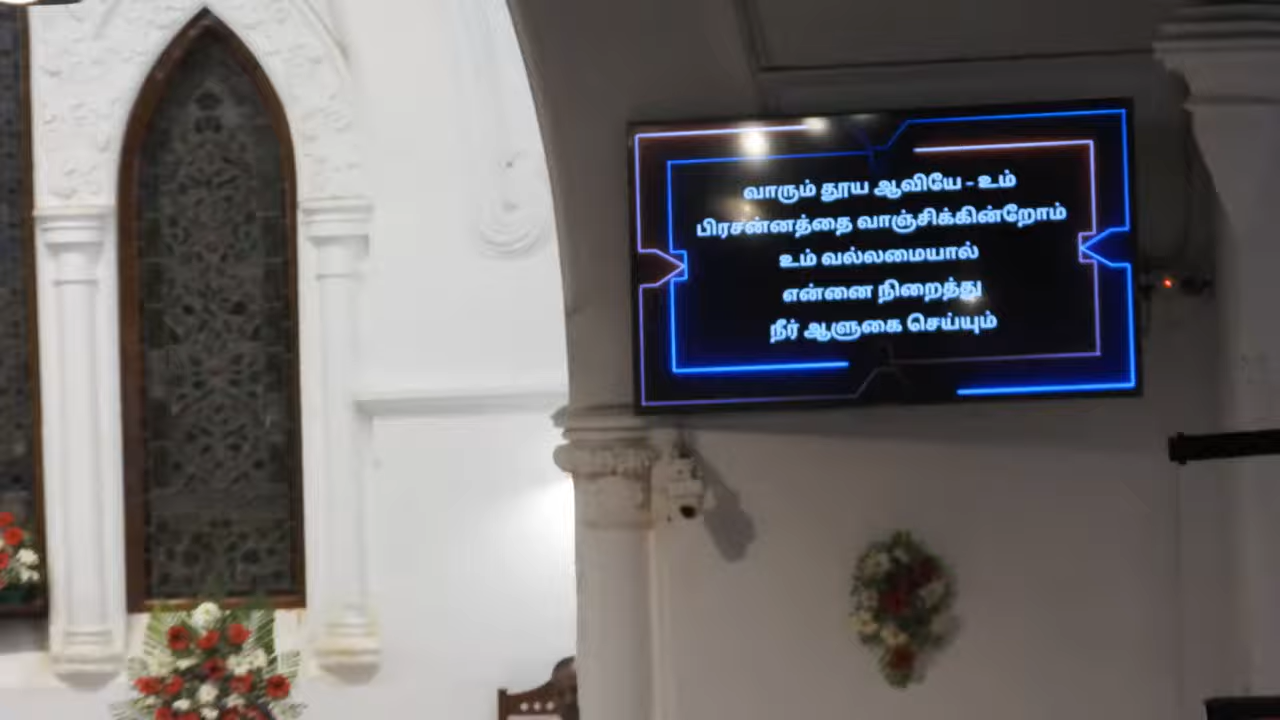 வாரும் தூய ஆவியே - உம்
பிரசன்னத்தை வாஞ்சிக்கின்றோம்
உம் வல்லமையால்
என்னை நிறைத்து
நீர் ஆளுகை செய்யும்